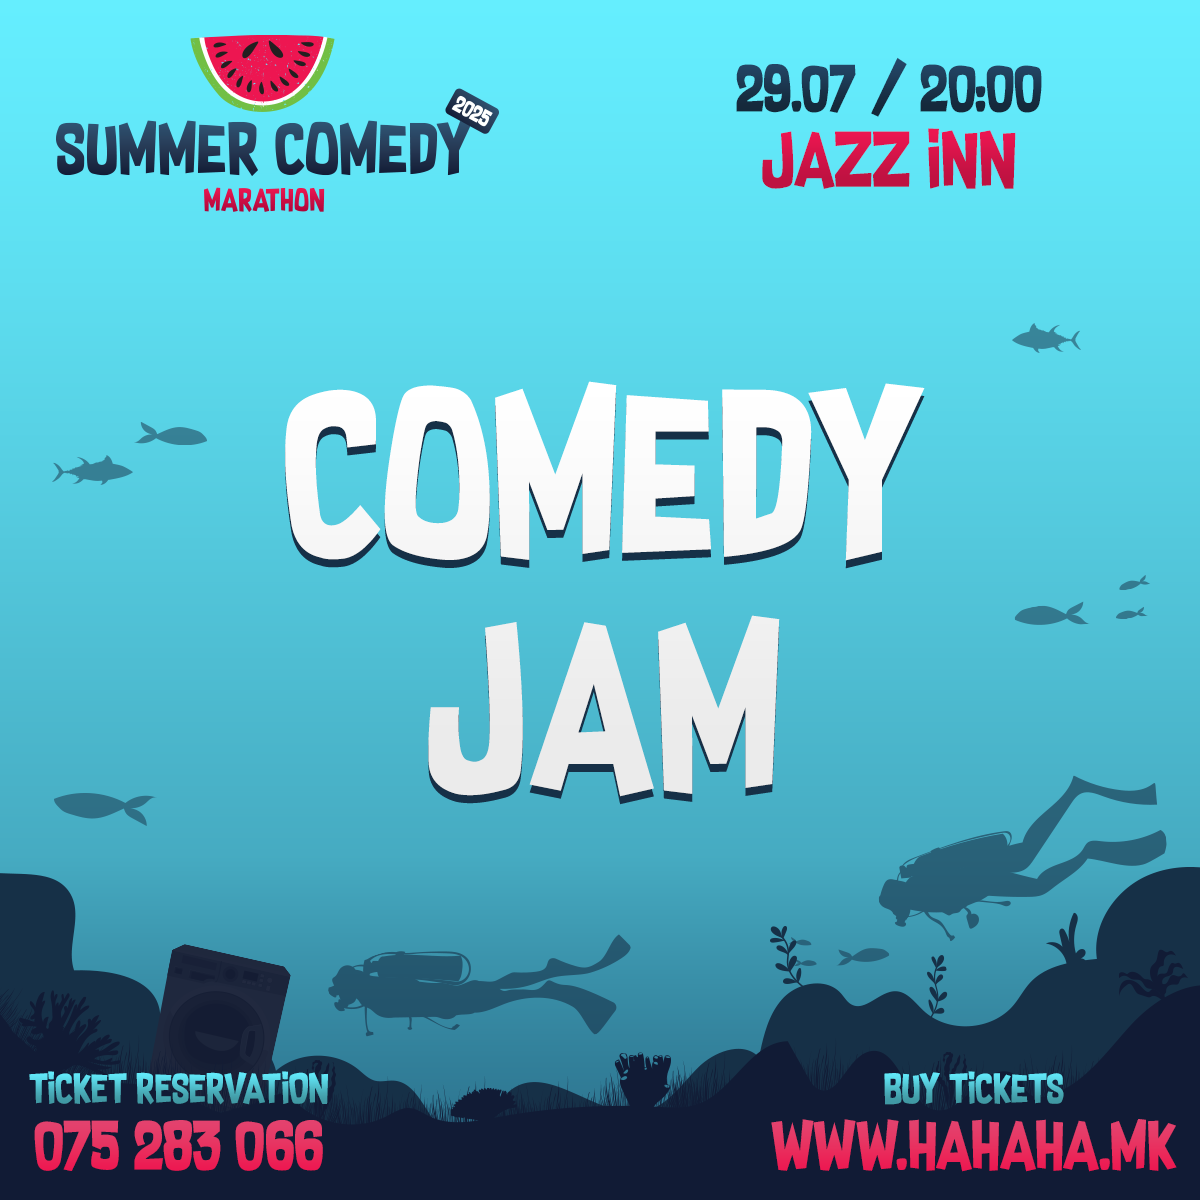 2025
SUMMER COMEDY
MARATHON
29.07 / 20:00
JAZZ iNN
COMEDY
JAM
TiCKET RESERVATiON
075 283 066
BUY TiCKETS
WWW.HAHAHA.MK